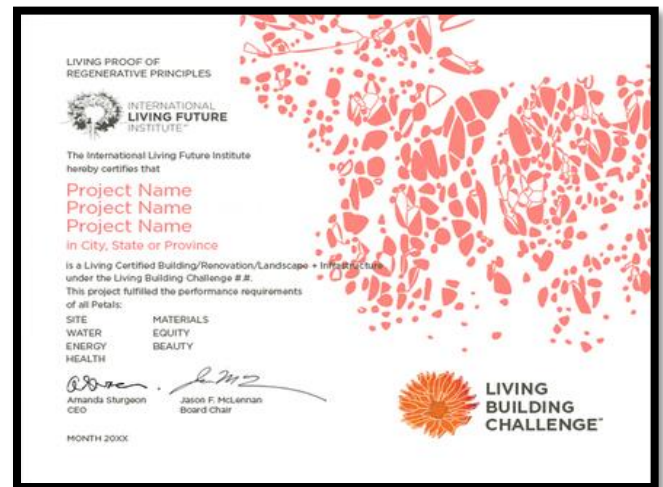 LIVING PROOF OF
REGENERATIVE PRINCIPLES
INTERNATIONAL
LIVING FUTURE
INSTITUTE™
The International Living Future Institute
hereby certifies that
Project Name
Project Name
Project Name
in City, State or Province
is a Living Certified Building/Renovation/Landscape + Infrastructure
under the Living Building Challenge #.#.
This project fulfilled the performance requirements
of all Petals:
SITE MATERIALS
WATER EQUITY
ENERGY BEAUTY
HEALTH
Amanda Sturgeon Jason F. McLennan
CEO Board Chair
MONTH 20XX
LIVING
BUILDING
CHALLENGE™